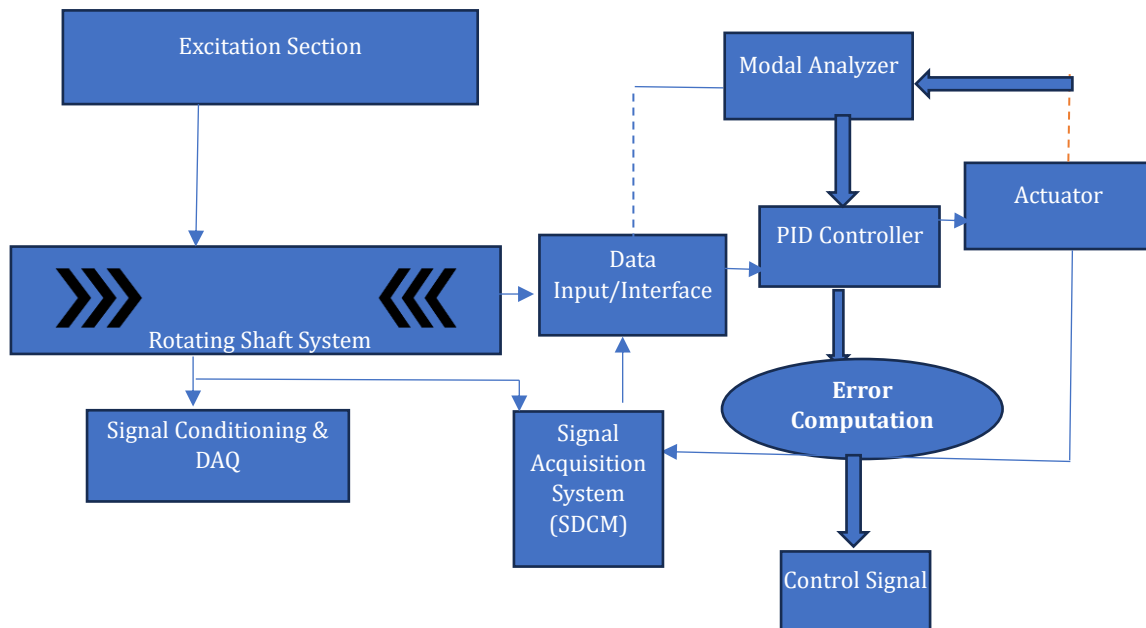 Excitation Section
Modal Analyzer
Actuator
PID Controller
Data
Input/Interface
Rotating Shaft System
Signal Conditioning &
DAQ
Signal
Acquisition
System
(SDCM)
Error
Computation
Control Signal